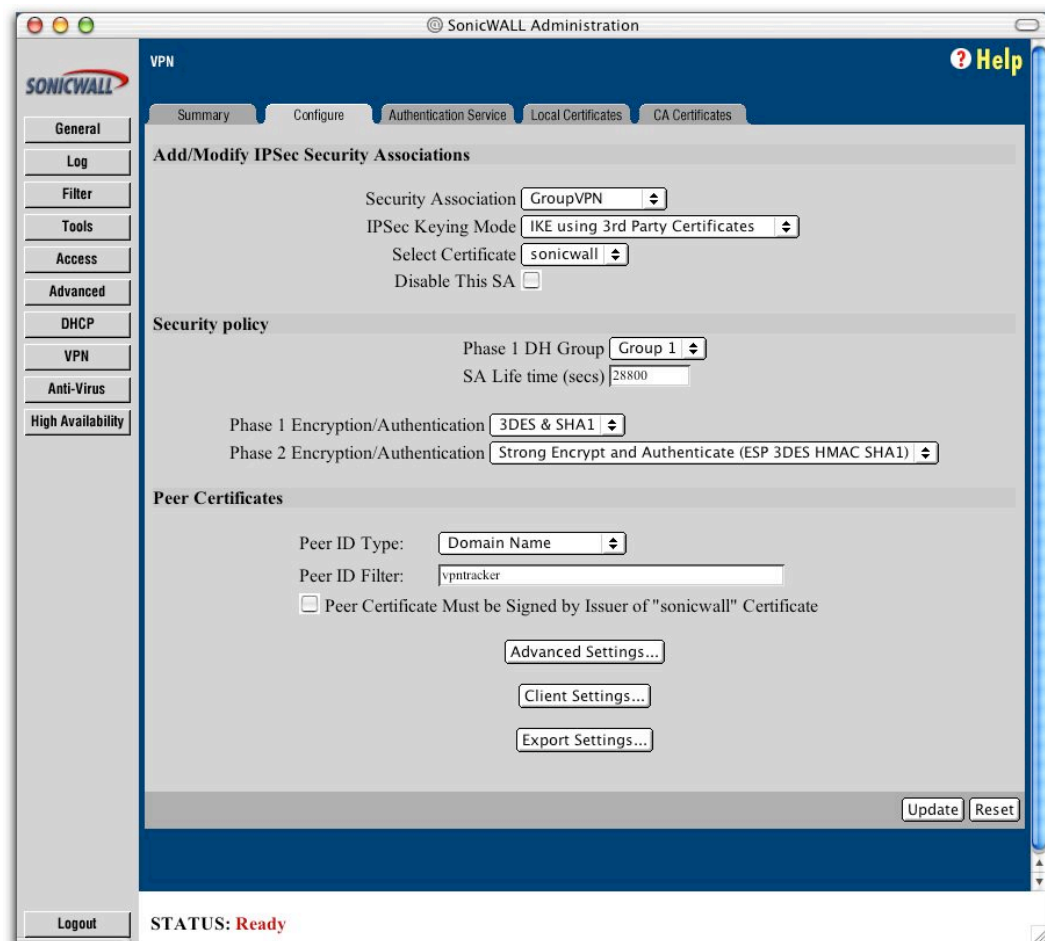 SonicWALL Administration
SONICWALL
General
Log
Filter
Tools
Access
Advanced
DHCP
VPN
Anti-Virus
High Availability
Logout
VPN
? Help
Summary Configure Authentication Service Local Certificates CA Certificates
Add/Modify IPSec Security Associations
Security Association GroupVPN
IPSec Keying Mode IKE using 3rd Party Certificates
Select Certificate sonicwall
Disable This SA
Security policy
Phase 1 DH Group Group 1
SA Life time (secs) 28800
Phase 1 Encryption/Authentication 3DES & SHA1
Phase 2 Encryption/Authentication Strong Encrypt and Authenticate (ESP 3DES HMAC SHA1)
Peer Certificates
Peer ID Type: Domain Name
Peer ID Filter: vpntracker
Peer Certificate Must be Signed by Issuer of "sonicwall" Certificate
Advanced Settings...
Client Settings...
Export Settings...
Update Reset
STATUS: Ready